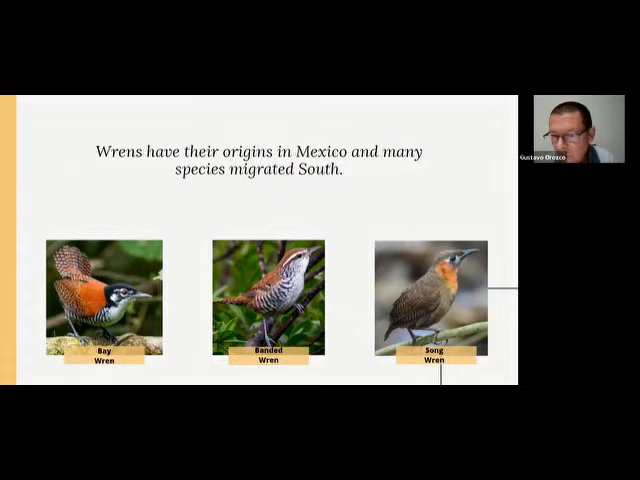 Wrens have their origins in Mexico and many
species migrated South.
Gustavo Orozco
Bay
Wren
Banded
Wren
Song
Wren